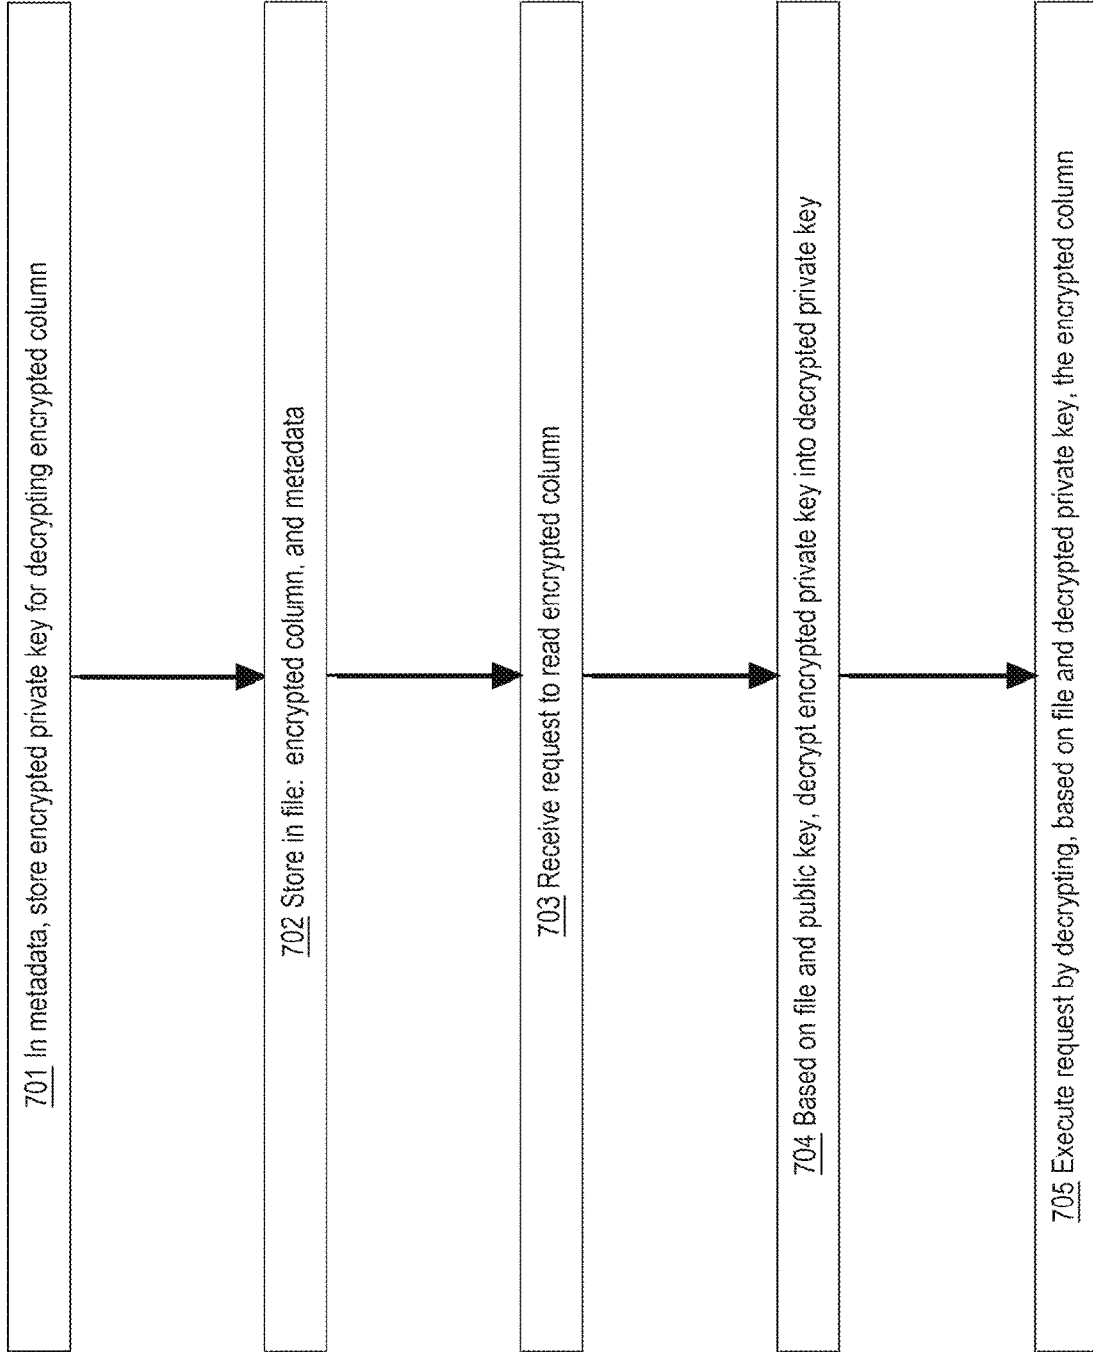 701 In metadata, store encrypted private key for decrypting encrypted column
702 Store in file: encrypted column, and metadata
703 Receive request to read encrypted column
704 Based on file and public key, decrypt encrypted private key into decrypted private key
705 Execute request by decrypting, based on file and decrypted private key, the encrypted column